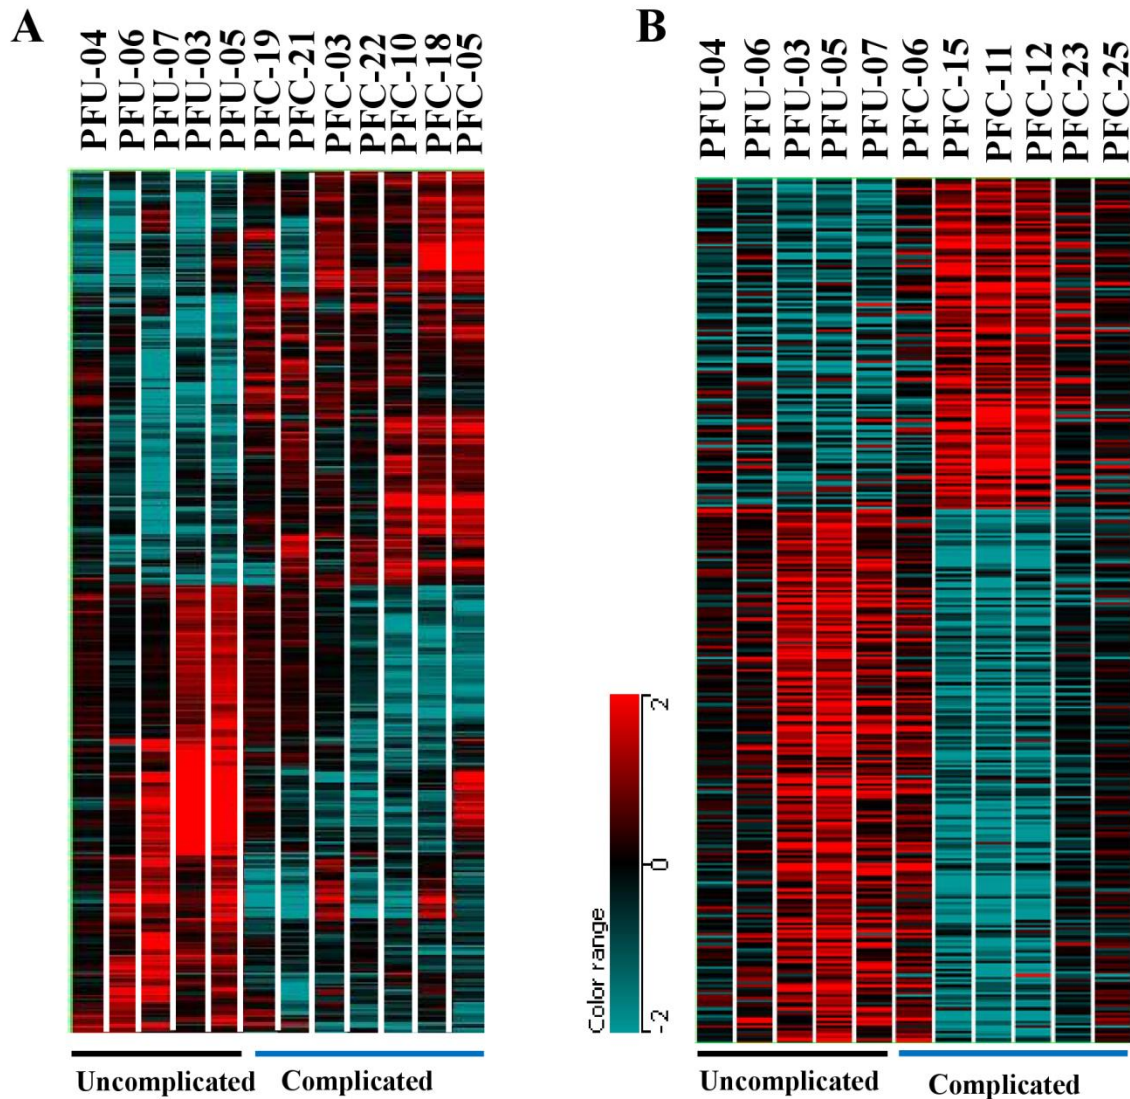 A
PFU-04
PFU-06
PFU-07
PFU-03
PFU-05
PFC-19
PFC-21
PFC-03
PFC-22
PFC-10
PFC-18
PFC-05
Uncomplicated
Complicated
B
PFU-04
PFU-06
PFU-03
PFU-05
PFU-07
PFC-06
PFC-15
PFC-11
PFC-12
PFC-23
PFC-25
Color range
-2
0
2
Uncomplicated
Complicated